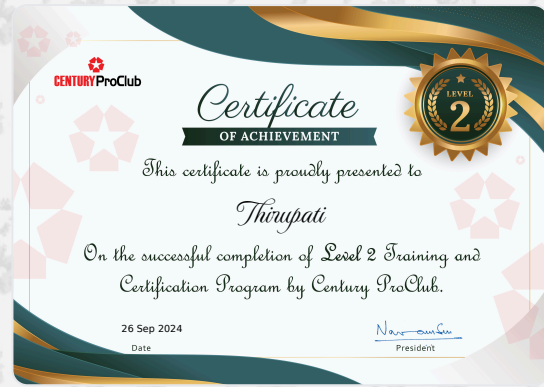 CENTURY ProClub
Certificate
OF ACHIEVEMENT
LEVEL
2
This certificate is proudly presented to
Thirupati
On the successful completion of Level 2 Training and
Certification Program by Century ProClub.
26 Sep 2024
Date
President